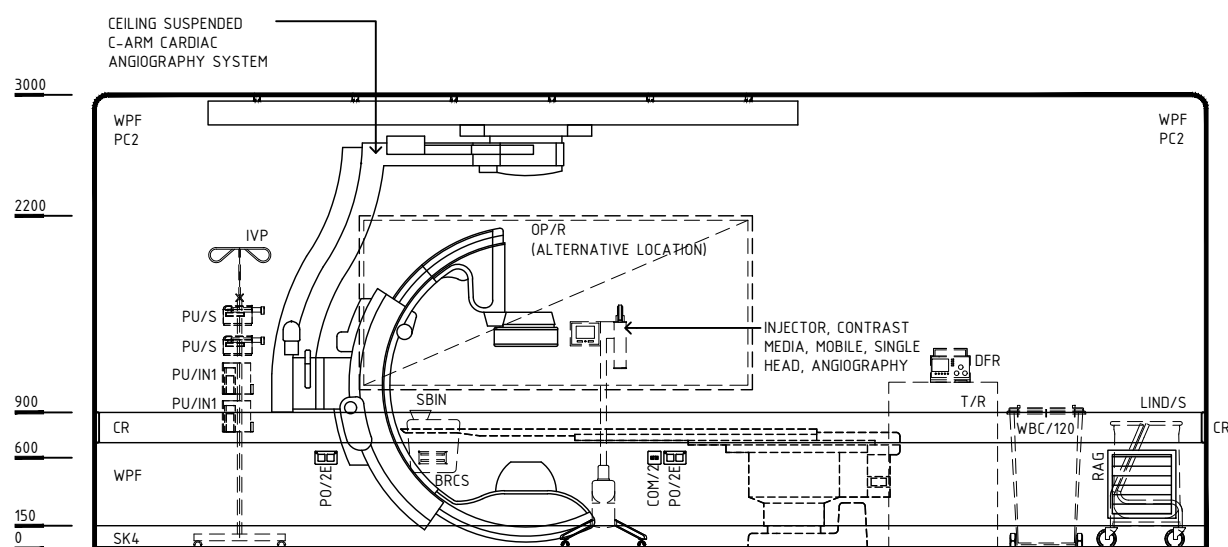 CEILING SUSPENDED
C-ARM CARDIAC
ANGIOGRAPHY SYSTEM
3000
WPF
PC2
WPF
PC2
2200
OP/R
(ALTERNATIVE LOCATION)
IVP
PU/S
PU/S
INJECTOR, CONTRAST
MEDIA, MOBILE, SINGLE
HEAD, ANGIOGRAPHY
DFR
PU/IN1
PU/IN1
SBIN
T/R
LIND/S
900
CR
WBC/120
CR
600
WPF
PO/2E
BRCS
COM/2
PO/2E
RAG
150
0
SK4